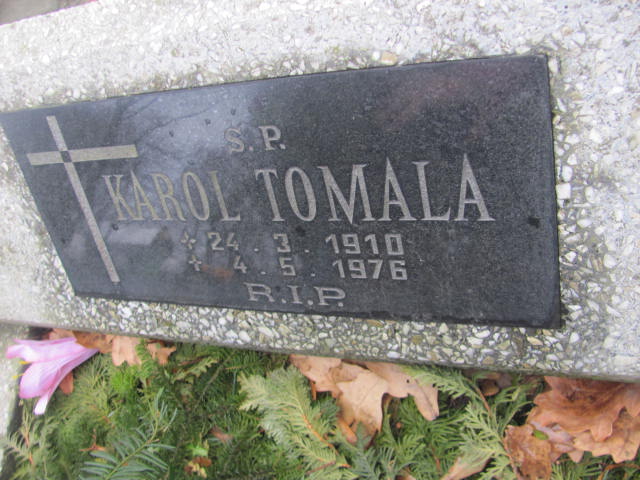 S.P.
KAROL TOMALA
* 24.3.1910
+ 4.5.1976
R.I.P.